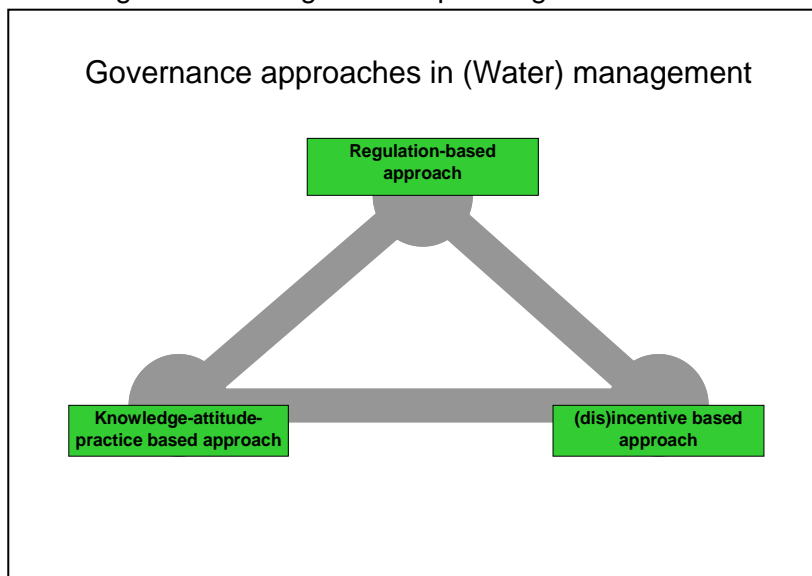 Governance approaches in (Water) management
Regulation-based
approach
Knowledge-attitude-
practice based approach
(dis)incentive based
approach